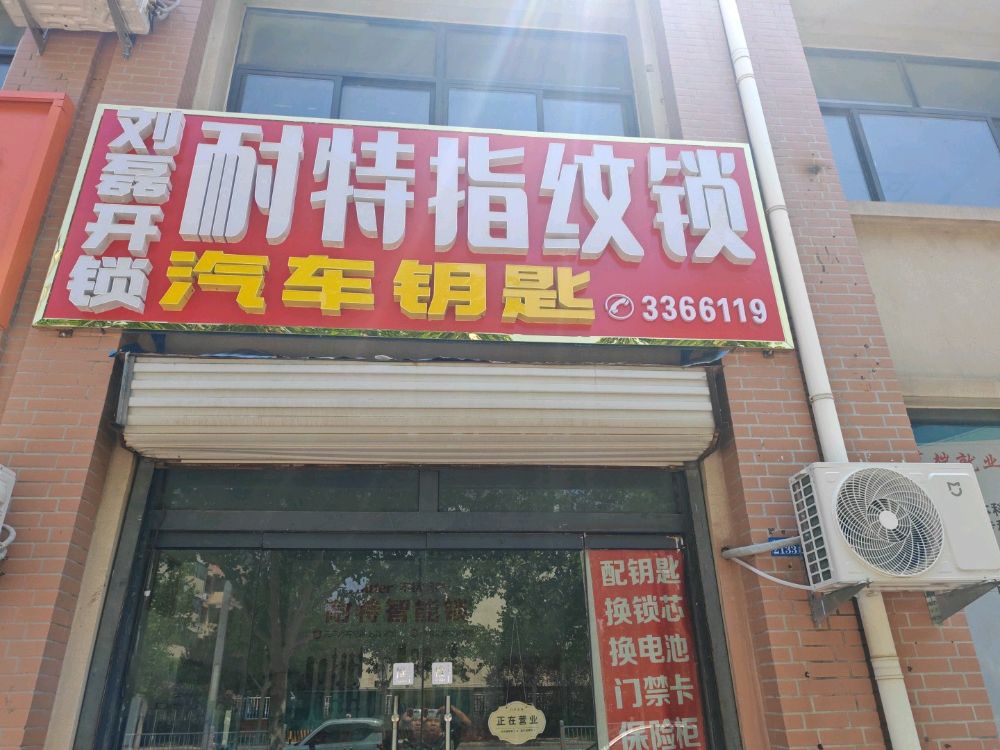 刘磊开锁
耐特指纹锁
汽车钥匙
3366119
耐特智能锁
配钥匙
换锁芯
换电池
门禁卡
保险柜
正在营业